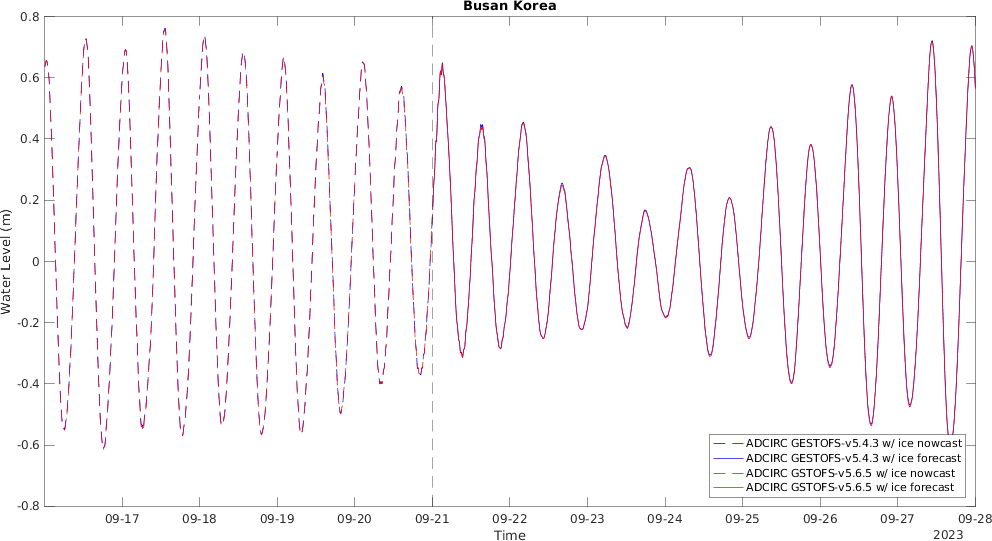 Busan Korea
Water Level (m)
0.8
0.6
0.4
0.2
0
-0.2
-0.4
-0.6
-0.8
ADCIRC GESTOFS-v5.4.3 w/ ice nowcast
ADCIRC GESTOFS-v5.4.3 w/ ice forecast
ADCIRC GSTOFS-v5.6.5 w/ ice nowcast
ADCIRC GSTOFS-v5.6.5 w/ ice forecast
09-17 09-18 09-19 09-20 09-21 09-22 09-23 09-24 09-25 09-26 09-27 09-28
Time
2023